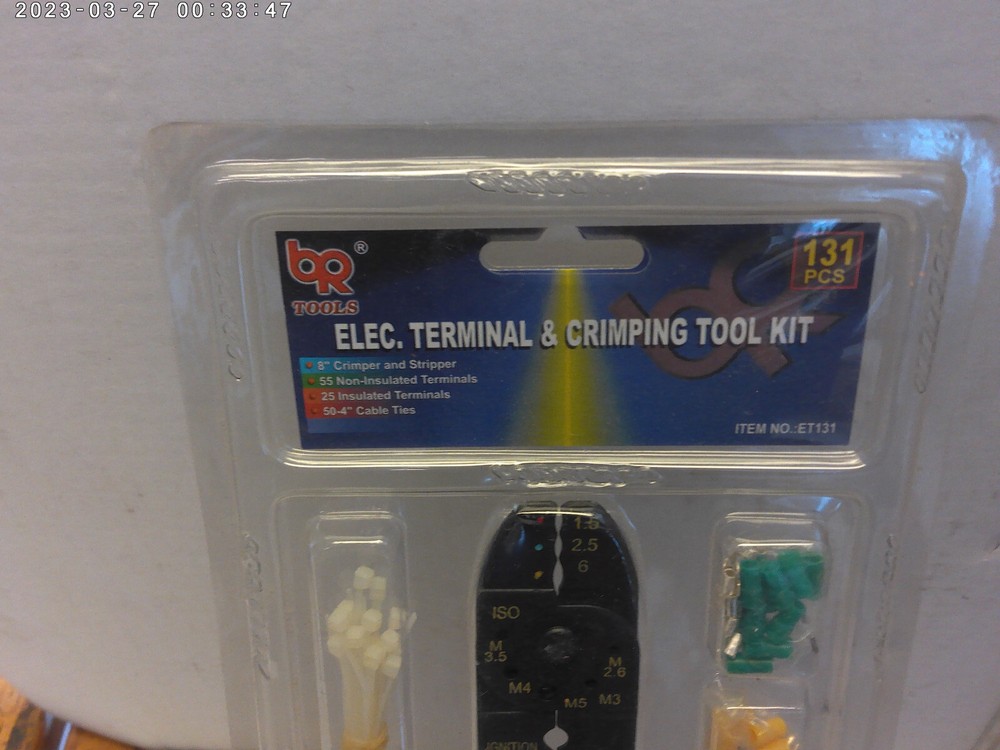 2023-03-27 00:33:47
bR ®
TOOLS
131
PCS
ELEC. TERMINAL & CRIMPING TOOL KIT
8" Crimper and Stripper
55 Non-Insulated Terminals
25 Insulated Terminals
50-4" Cable Ties
ITEM NO.:ET131
1.5
2.5
6
ISO
M
3.5
M
2.6
M4
M5
M3
IGNITION